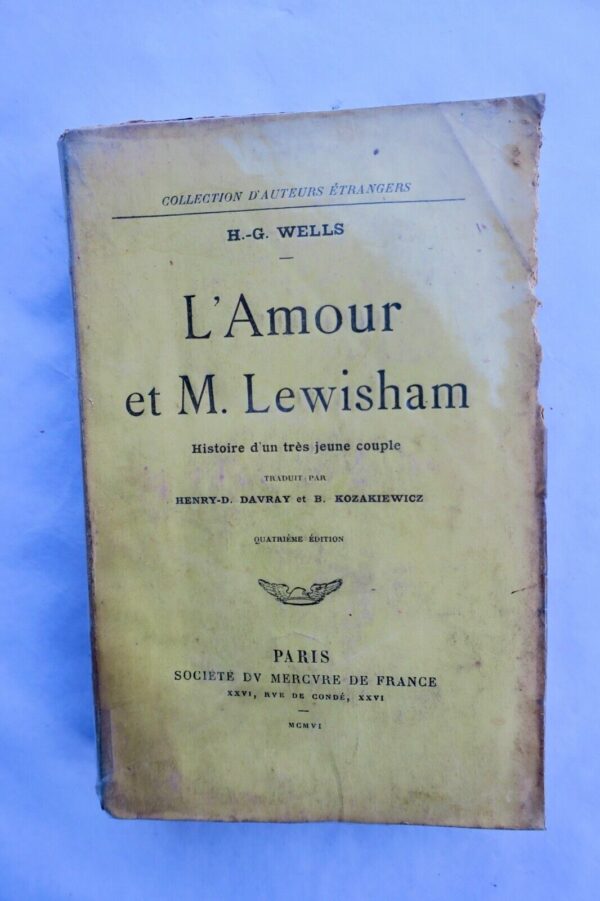 COLLECTION D'AUTEURS ÉTRANGERS
H.-G. WELLS
L'Amour
et M. Lewisham
Histoire d'un très jeune couple
TRADUIT PAR
HENRY-D. DAVRAY et B. KOZAKIEWICZ
QUATRIÈME ÉDITION
PARIS
SOCIÉTÉ DV MERCVRE DE FRANCE
XXVI, RVE DE CONDÉ, XXVI
MCMVI